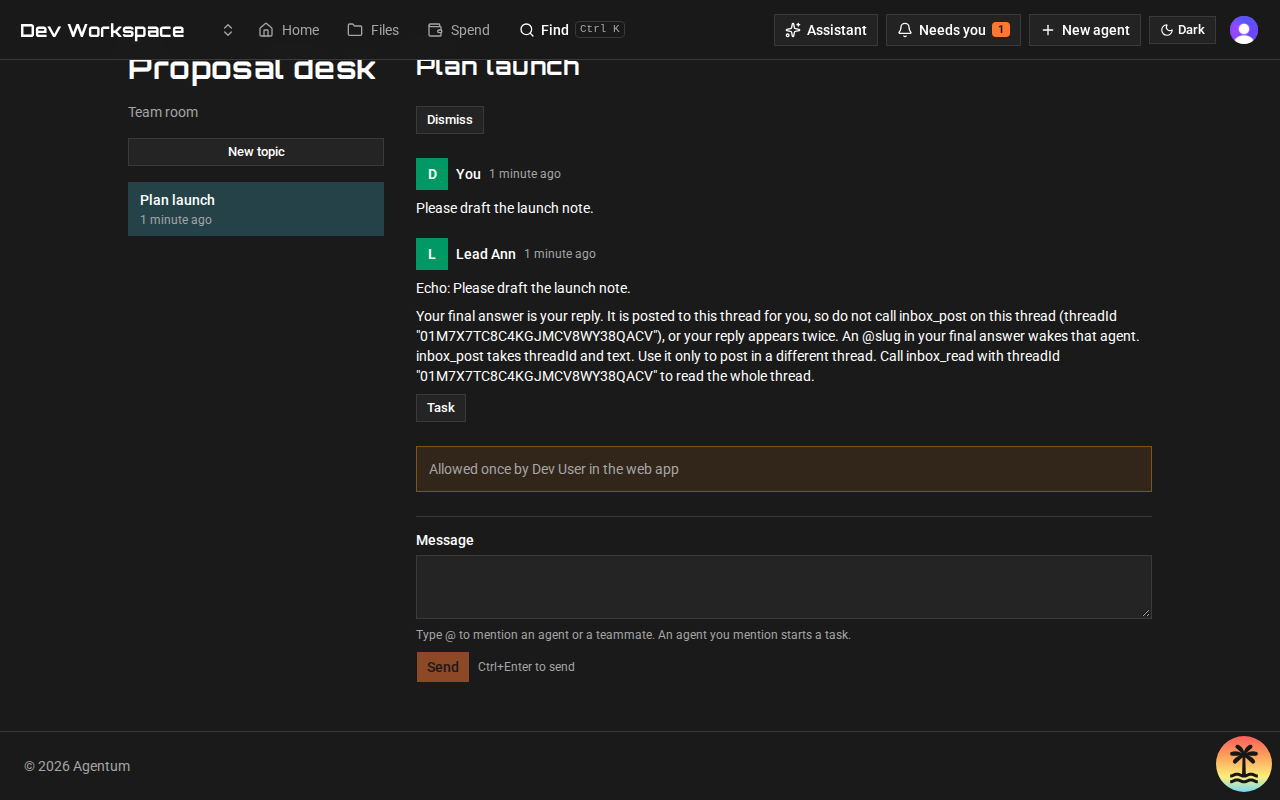 Dev Workspace
Home
Files
Spend
Find
Ctrl K
Assistant
Needs you 1
New agent
Dark
Proposal desk
Team room
New topic
Plan launch
1 minute ago
Plan launch
Dismiss
D You 1 minute ago
Please draft the launch note.
L Lead Ann 1 minute ago
Echo: Please draft the launch note.
Your final answer is your reply. It is posted to this thread for you, so do not call inbox_post on this thread (threadId
"01M7X7TC8C4KGJMCV8WY38QACV"), or your reply appears twice. An @slug in your final answer wakes that agent.
inbox_post takes threadId and text. Use it only to post in a different thread. Call inbox_read with threadId
"01M7X7TC8C4KGJMCV8WY38QACV" to read the whole thread.
Task
Allowed once by Dev User in the web app
Message
Type @ to mention an agent or a teammate. An agent you mention starts a task.
Send Ctrl+Enter to send
© 2026 Agentum